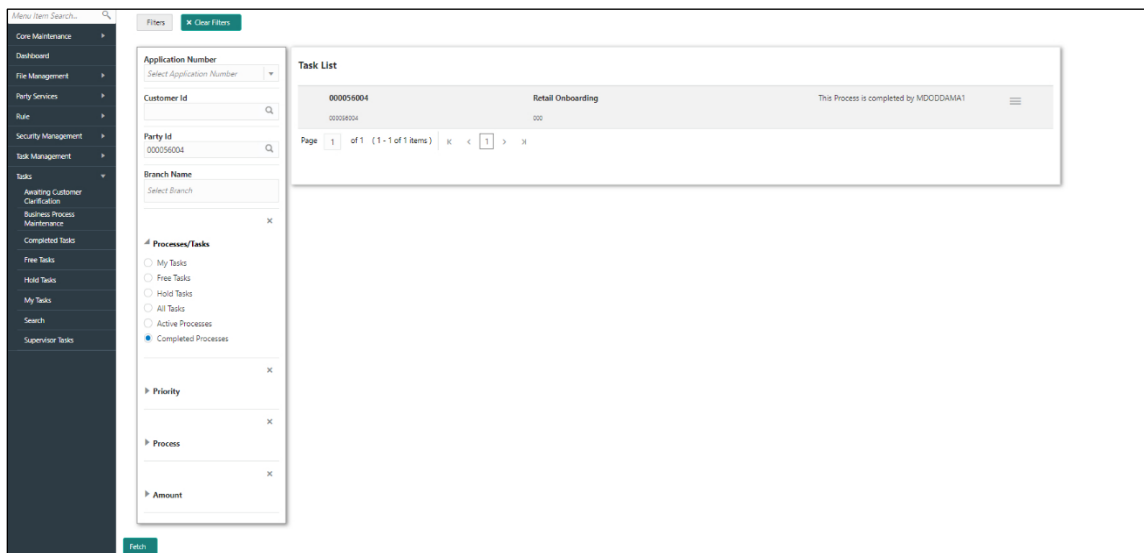 Menu Item Search...
Core Maintenance
Dashboard
File Management
Party Services
Rule
Security Management
Task Management
Tasks
Awaiting Customer
Clarification
Business Process
Maintenance
Completed Tasks
Free Tasks
Hold Tasks
My Tasks
Search
Supervisor Tasks
Filters
Clear Filters
Application Number
Select Application Number
Customer Id
Party Id
000056004
Branch Name
Select Branch
Processes/Tasks
My Tasks
Free Tasks
Hold Tasks
All Tasks
Active Processes
Completed Processes
Priority
Process
Amount
Fetch
Task List
000056004 Retail Onboarding This Process is completed by MDODDAMA1
000056004 000
Page 1 of 1 (1 - 1 of 1 items) 1